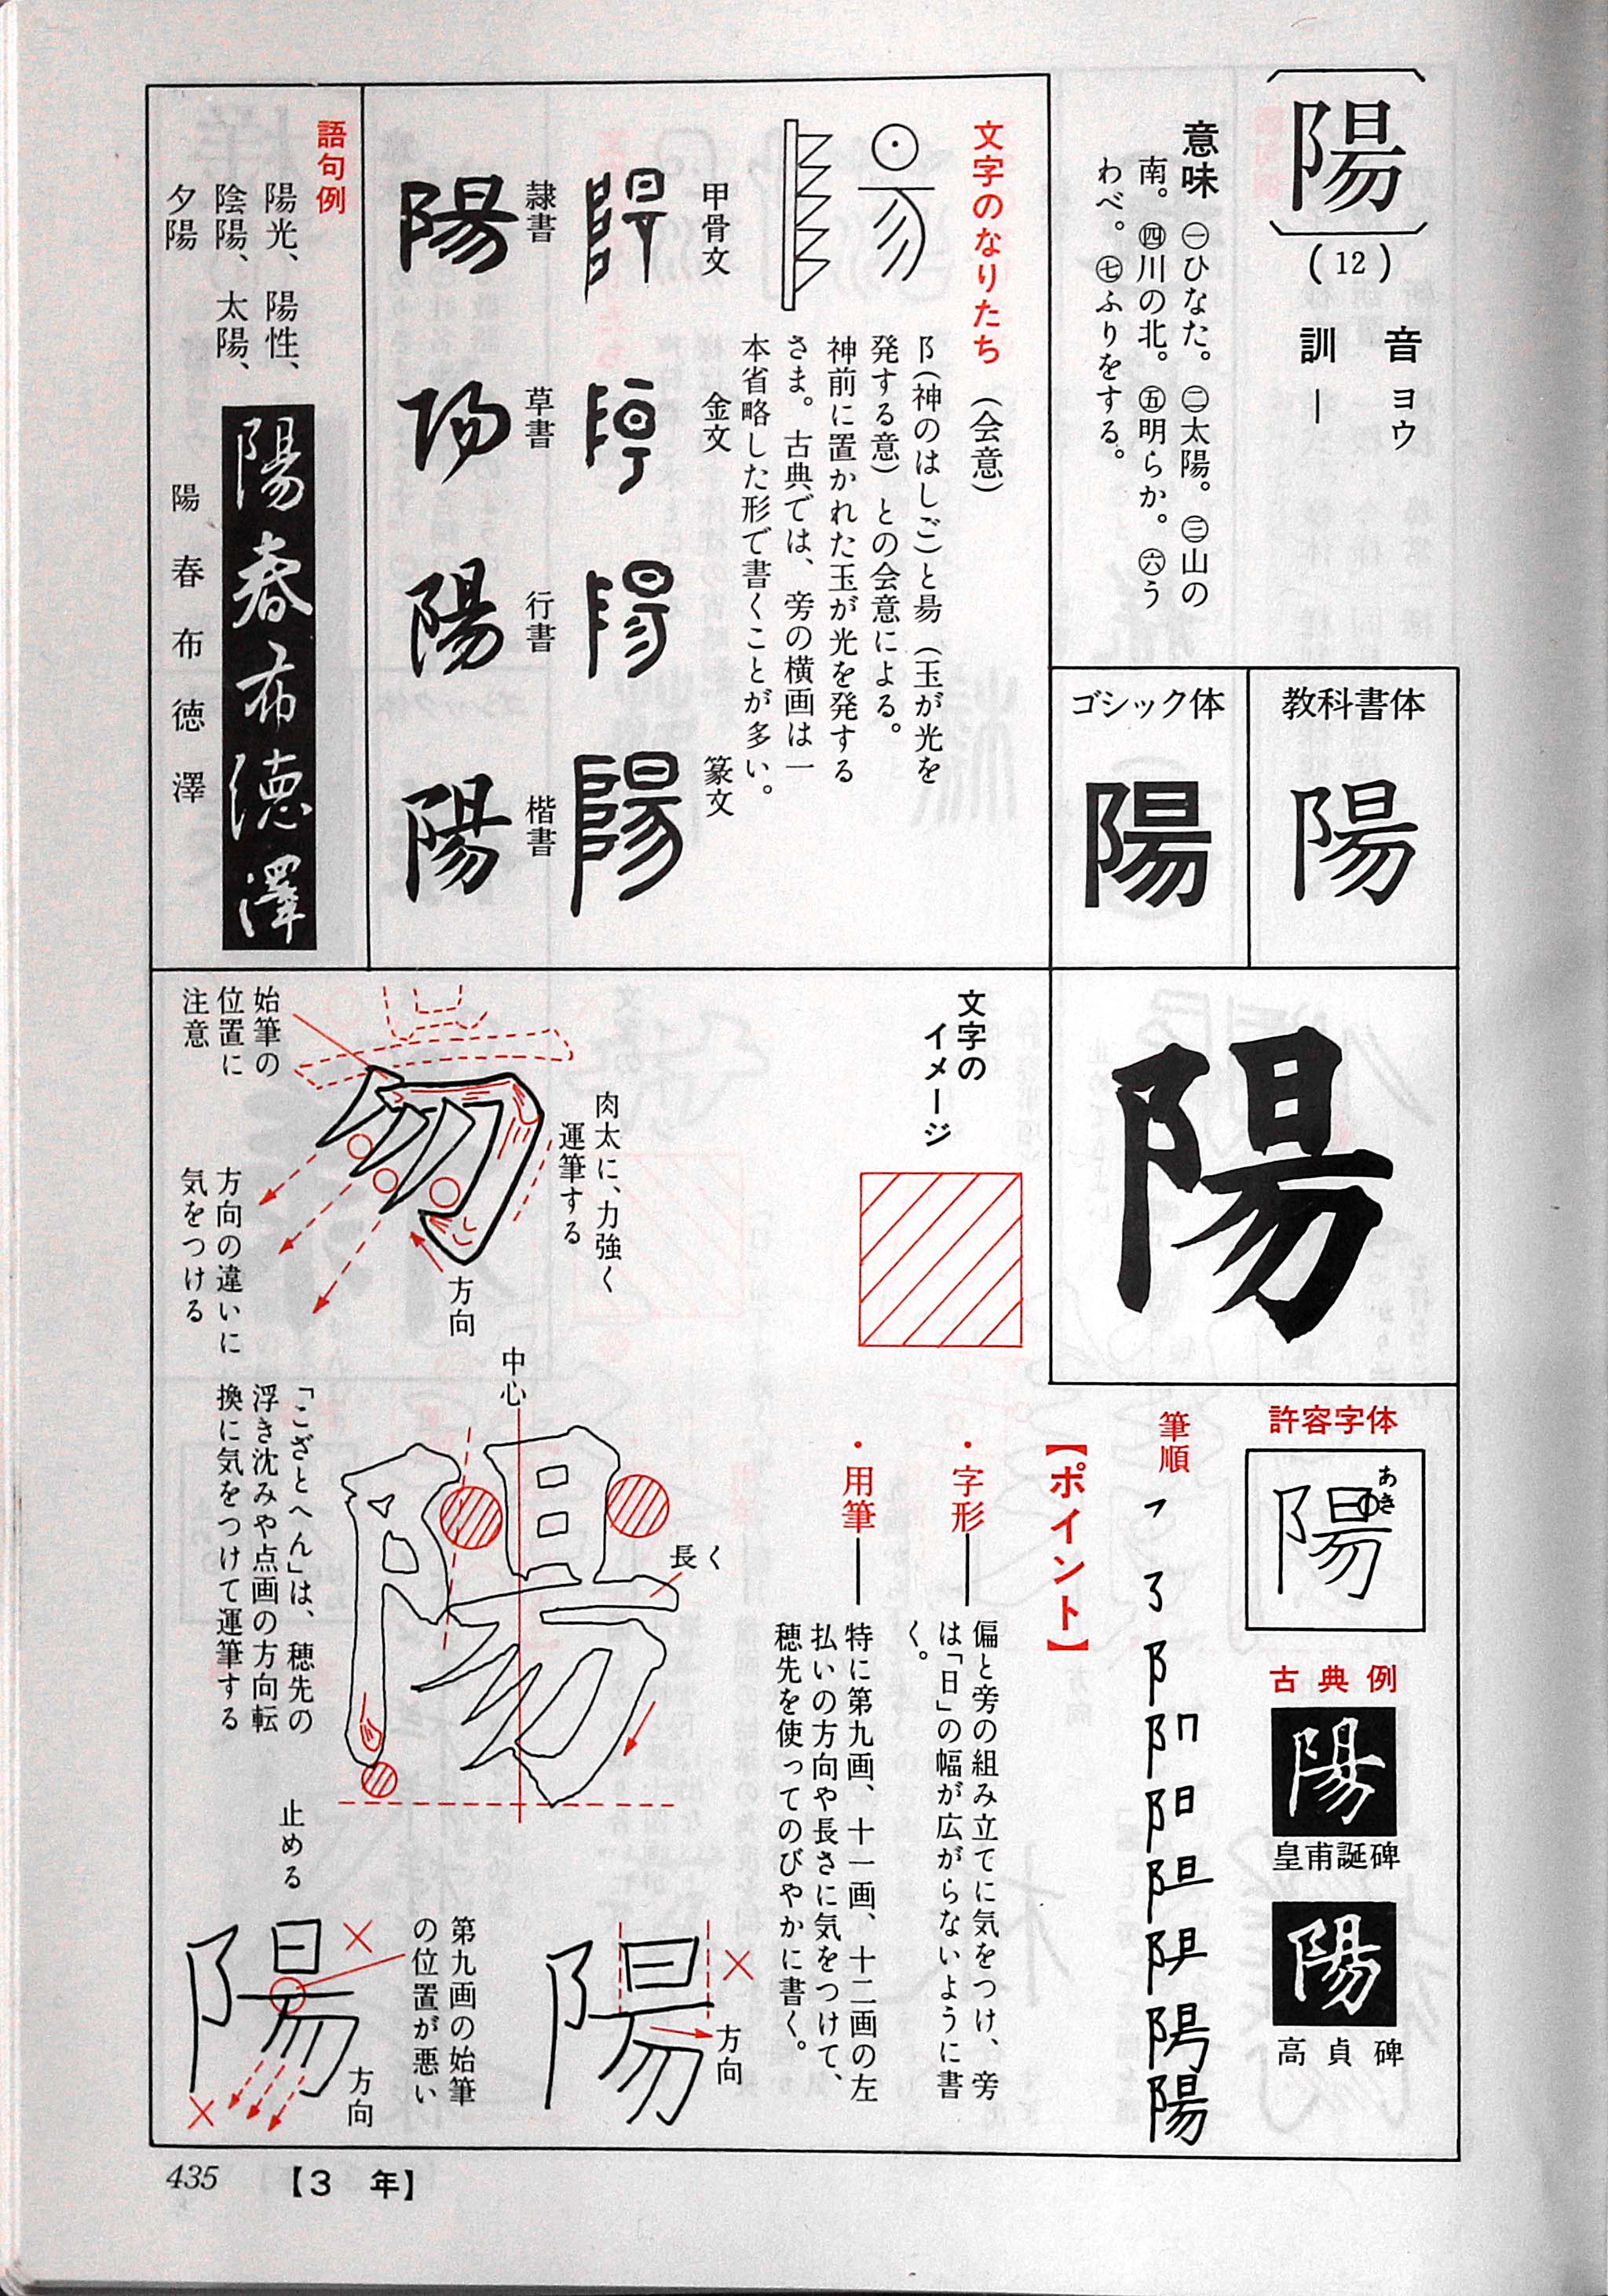 陽
(12)
音 ヨウ
訓 ―
意味 ㊀ひなた。㊁太陽。㊂山の
南。㊃川の北。㊄明らか。㊅う
わべ。㊆ふりをする。
教科書体
陽
ゴシック体
陽
文字のなりたち（会意）
阝（神のはしご）と昜（玉が光を
発する意）との会意による。
神前に置かれた玉が光を発する
さま。古典では、旁の横画は一
本省略した形で書くことが多い。
甲骨文
金文
篆文
隷書
陽
草書
陽
行書
陽
楷書
陽
語句例
陽光、陽性、
陰陽、太陽、
夕陽
陽春布徳澤
陽春布徳澤
陽
許容字体
陽
あき
の
古典例
陽
皇甫誕碑
陽
高貞碑
筆順
陽
【ポイント】
・字形―偏と旁の組み立てに気をつけ、旁
は「日」の幅が広がらないように書
く。
・用筆―特に第九画、十一画、十二画の左
払いの方向や長さに気をつけて、
穂先を使ってのびやかに書く。
文字の
イメージ
肉太に、力強く
運筆する
始筆の
位置に
注意
方向
方向の違いに
気をつける
中心
長く
「こざとへん」は、穂先の
浮き沈みや点画の方向転
換に気をつけて運筆する
止める
陽
方向
第九画の始筆
の位置が悪い
陽
方向
435
【3 年】